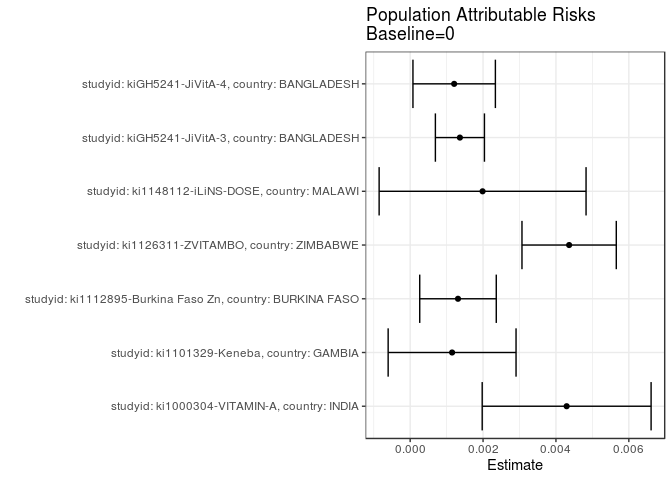 Population Attributable Risks
Baseline=0
studyid: kiGH5241-JiVitA-4, country: BANGLADESH
studyid: kiGH5241-JiVitA-3, country: BANGLADESH
studyid: ki1148112-iLiNS-DOSE, country: MALAWI
studyid: ki1126311-ZVITAMBO, country: ZIMBABWE
studyid: ki1112895-Burkina Faso Zn, country: BURKINA FASO
studyid: ki1101329-Keneba, country: GAMBIA
studyid: ki1000304-VITAMIN-A, country: INDIA
0.000 0.002 0.004 0.006
Estimate